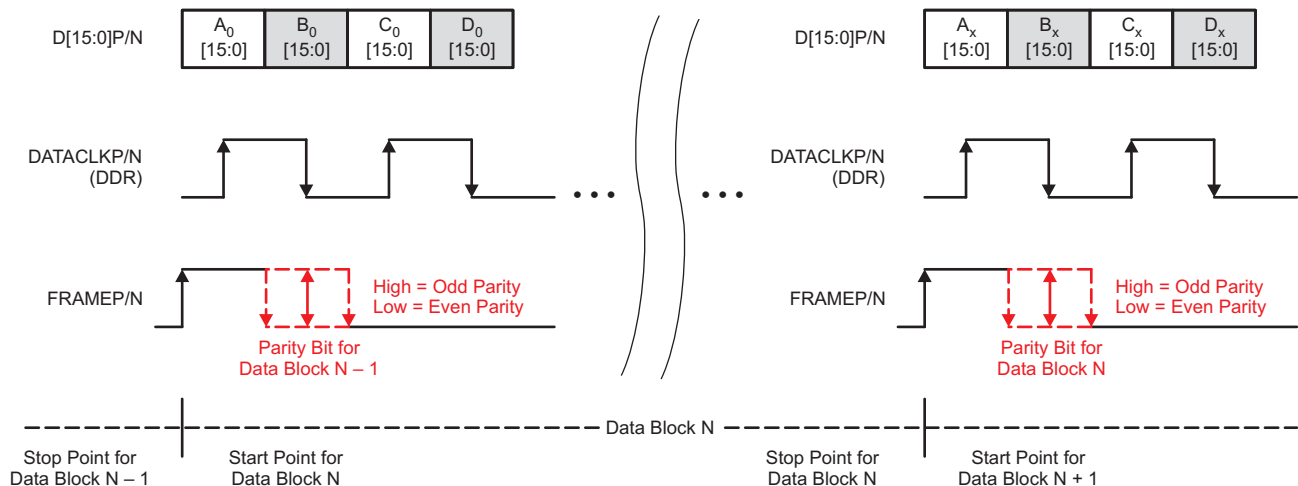 D[15:0]P/N
A0 B0 C0 D0
[15:0] [15:0] [15:0] [15:0]
D[15:0]P/N
Ax Bx Cx Dx
[15:0] [15:0] [15:0] [15:0]
DATACLKP/N
(DDR)
DATACLKP/N
(DDR)
FRAMEP/N
High = Odd Parity
Low = Even Parity
Parity Bit for
Data Block N – 1
FRAMEP/N
High = Odd Parity
Low = Even Parity
Parity Bit for
Data Block N
Data Block N
Stop Point for
Data Block N – 1
Start Point for
Data Block N
Stop Point for
Data Block N
Start Point for
Data Block N + 1